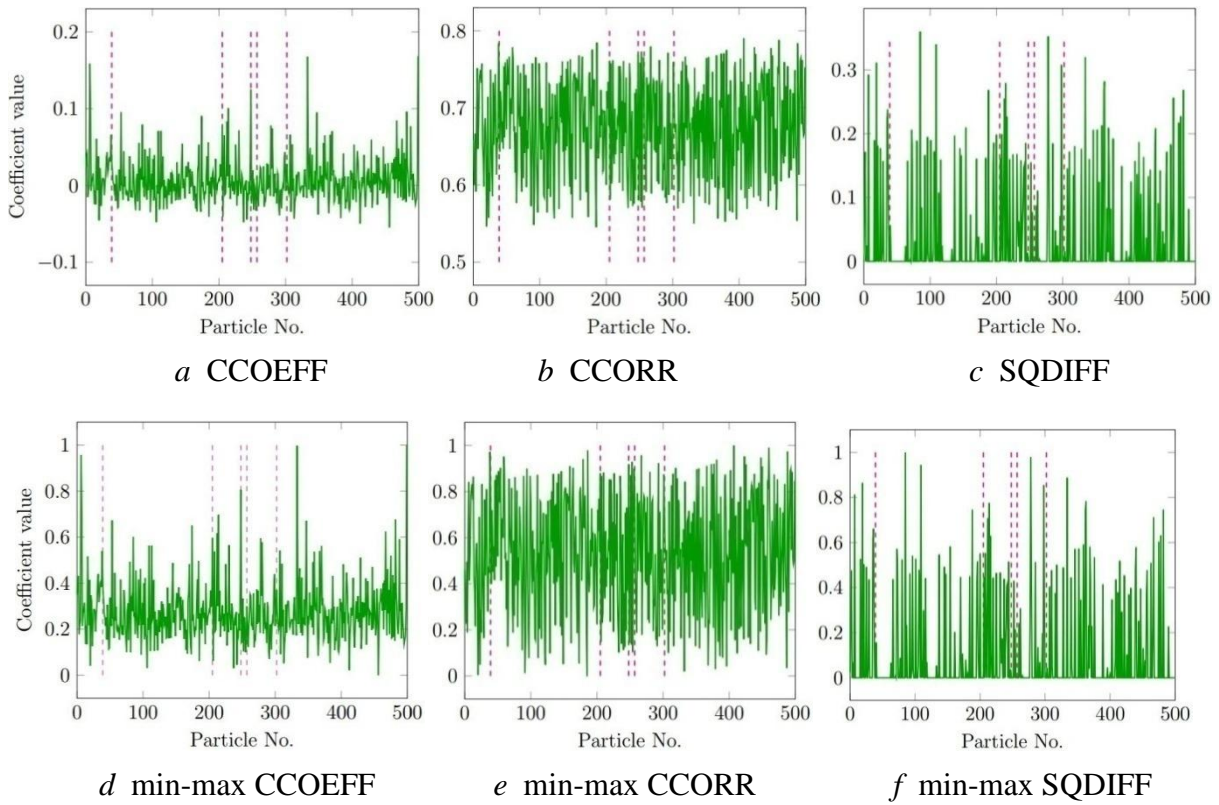 0.2
0.1
0
−0.1
Coefficient value
0 100 200 300 400 500
Particle No.
a CCOEFF
0.8
0.7
0.6
0.5
0 100 200 300 400 500
Particle No.
b CCORR
0.3
0.2
0.1
0
0 100 200 300 400 500
Particle No.
c SQDIFF
1
0.8
0.6
0.4
0.2
0
Coefficient value
0 100 200 300 400 500
Particle No.
d min-max CCOEFF
1
0.8
0.6
0.4
0.2
0
0 100 200 300 400 500
Particle No.
e min-max CCORR
1
0.8
0.6
0.4
0.2
0
0 100 200 300 400 500
Particle No.
f min-max SQDIFF